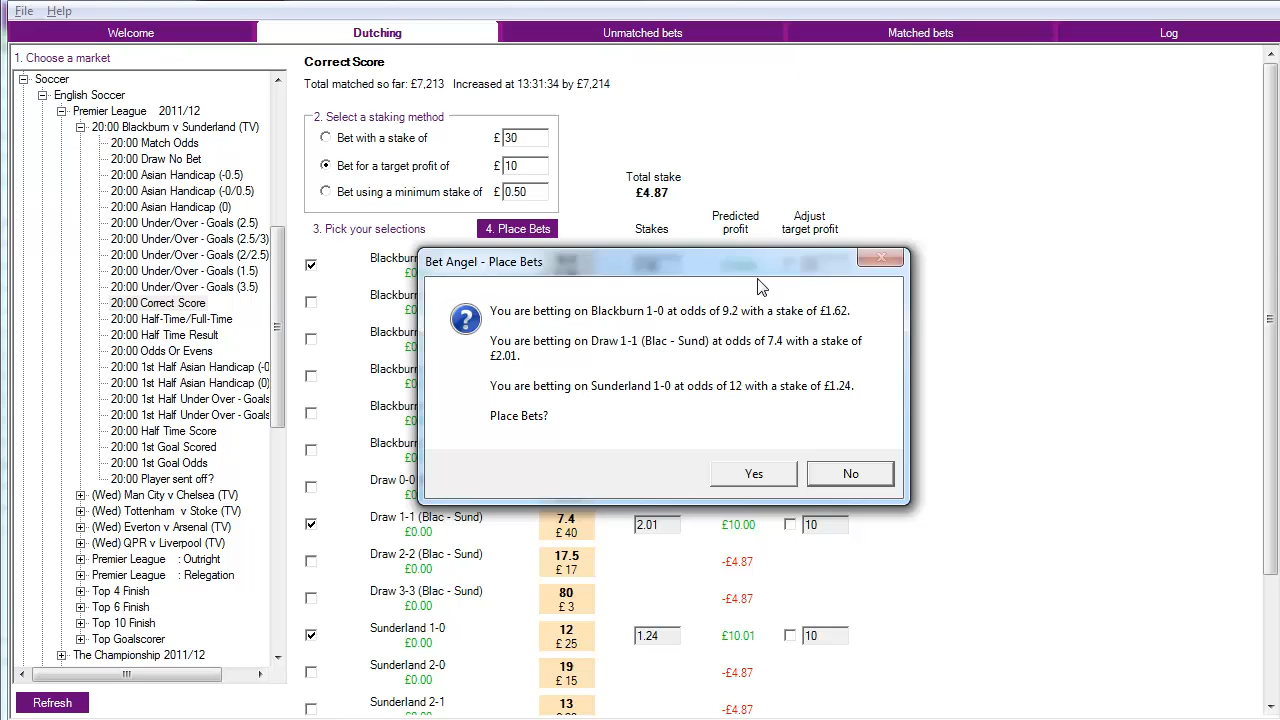 File Help
Welcome Dutching Unmatched bets Matched bets Log
1. Choose a market
Soccer
English Soccer
Premier League 2011/12
20:00 Blackburn v Sunderland (TV)
20:00 Match Odds
20:00 Draw No Bet
20:00 Asian Handicap (-0.5)
20:00 Asian Handicap (-0/0.5)
20:00 Asian Handicap (0)
20:00 Under/Over - Goals (2.5)
20:00 Under/Over - Goals (2.5/3)
20:00 Under/Over - Goals (2/2.5)
20:00 Under/Over - Goals (1.5)
20:00 Under/Over - Goals (3.5)
20:00 Correct Score
20:00 Half-Time/Full-Time
20:00 Half Time Result
20:00 Odds Or Evens
20:00 1st Half Asian Handicap (-0
20:00 1st Half Asian Handicap (0)
20:00 1st Half Under Over - Goals
20:00 1st Half Under Over - Goals
20:00 Half Time Score
20:00 1st Goal Scored
20:00 1st Goal Odds
20:00 Player sent off?
(Wed) Man City v Chelsea (TV)
(Wed) Tottenham v Stoke (TV)
(Wed) Everton v Arsenal (TV)
(Wed) QPR v Liverpool (TV)
Premier League : Outright
Premier League : Relegation
Top 4 Finish
Top 6 Finish
Top 10 Finish
Top Goalscorer
The Championship 2011/12
Refresh
Correct Score
Total matched so far: £7,213 Increased at 13:31:34 by £7,214
2. Select a staking method
Bet with a stake of £ 30
Bet for a target profit of £ 10
Bet using a minimum stake of £ 0.50
Total stake
£4.87
3. Pick your selections 4. Place Bets Stakes Predicted profit Adjust target profit
Blackburn
£0
Blackburn
£0
Blackburn
£0
Blackburn
£0
Blackburn
£0
Blackburn
£0
Draw 0-0
£0
Bet Angel - Place Bets
You are betting on Blackburn 1-0 at odds of 9.2 with a stake of £1.62.
You are betting on Draw 1-1 (Blac - Sund) at odds of 7.4 with a stake of
£2.01.
You are betting on Sunderland 1-0 at odds of 12 with a stake of £1.24.
Place Bets?
Yes No
Draw 1-1 (Blac - Sund) 7.4 2.01 £10.00 10
£0.00 £ 40
Draw 2-2 (Blac - Sund) 17.5 -£4.87
£0.00 £ 17
Draw 3-3 (Blac - Sund) 80 -£4.87
£0.00 £ 3
Sunderland 1-0 12 1.24 £10.01 10
£0.00 £ 25
Sunderland 2-0 19 -£4.87
£0.00 £ 15
Sunderland 2-1 13 -£4.87